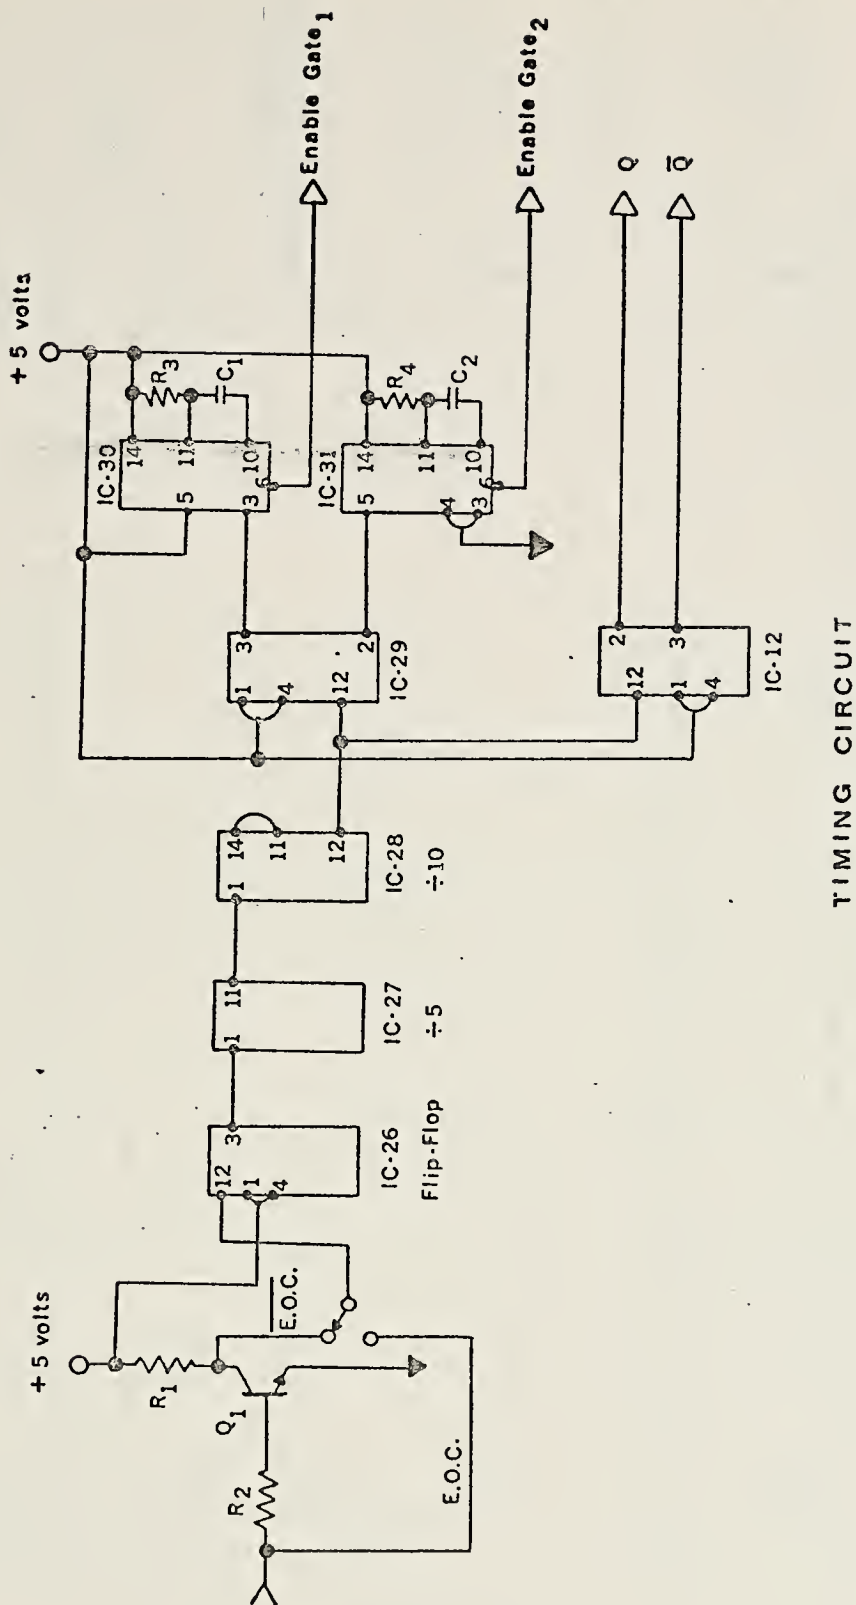 +5 volts
R1
Q1
R2
E.O.C.
E.O.C.
12
1
4
3
IC-26
Flip-Flop
1
11
IC-27
÷5
1
14
11
12
IC-28
÷10
1
4
12
3
2
IC-29
+5 volts
5
3
14
11
10
6
IC-30
R3
C1
Enable Gate1
5
4
3
14
11
10
6
IC-31
R4
C2
Enable Gate2
12
1
4
2
3
IC-12
Q
Q̅
TIMING CIRCUIT